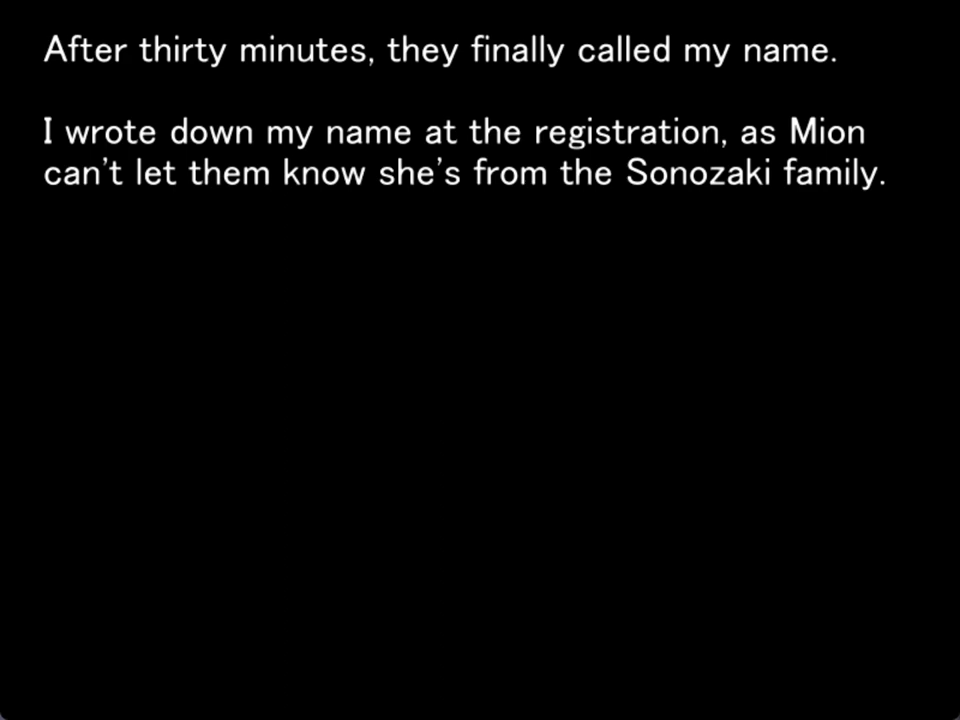 After thirty minutes, they finally called my name.
I wrote down my name at the registration, as Mion
can't let them know she's from the Sonozaki family.